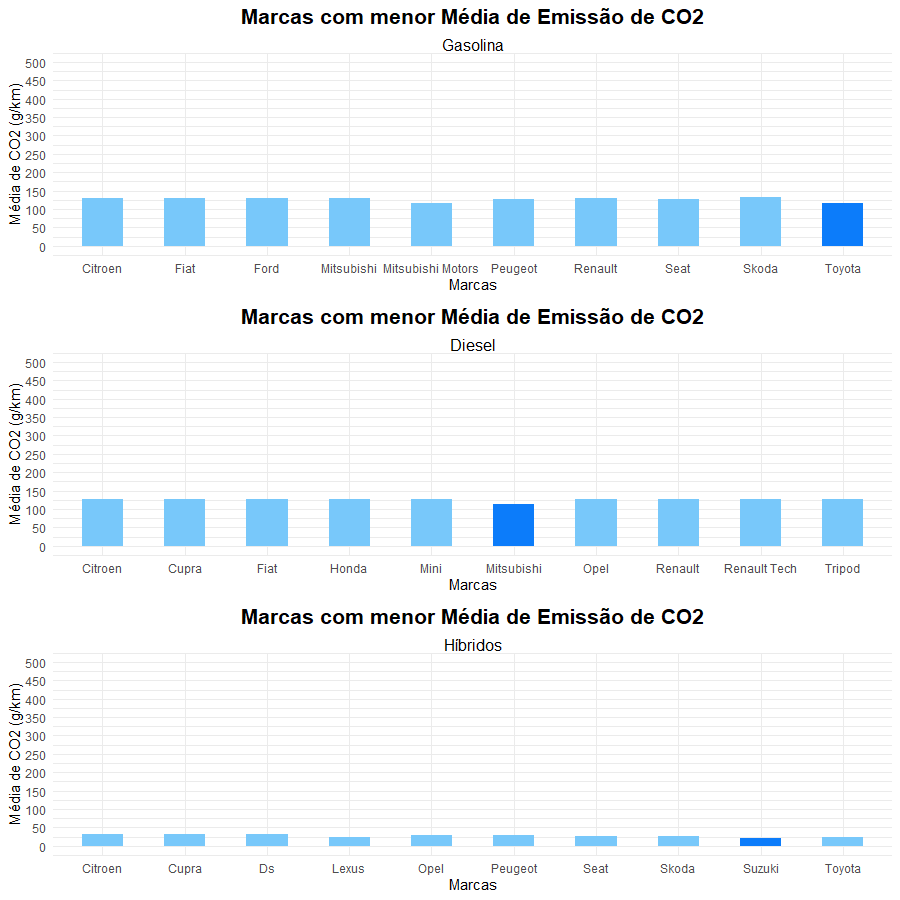 Marcas com menor Média de Emissão de CO2
Gasolina
Média de CO2 (g/km)
500
450
400
350
300
250
200
150
100
50
0
Citroen Fiat Ford Mitsubishi Mitsubishi Motors Peugeot Renault Seat Skoda Toyota
Marcas
Marcas com menor Média de Emissão de CO2
Diesel
Média de CO2 (g/km)
500
450
400
350
300
250
200
150
100
50
0
Citroen Cupra Fiat Honda Mini Mitsubishi Opel Renault Renault Tech Tripod
Marcas
Marcas com menor Média de Emissão de CO2
Híbridos
Média de CO2 (g/km)
500
450
400
350
300
250
200
150
100
50
0
Citroen Cupra Ds Lexus Opel Peugeot Seat Skoda Suzuki Toyota
Marcas